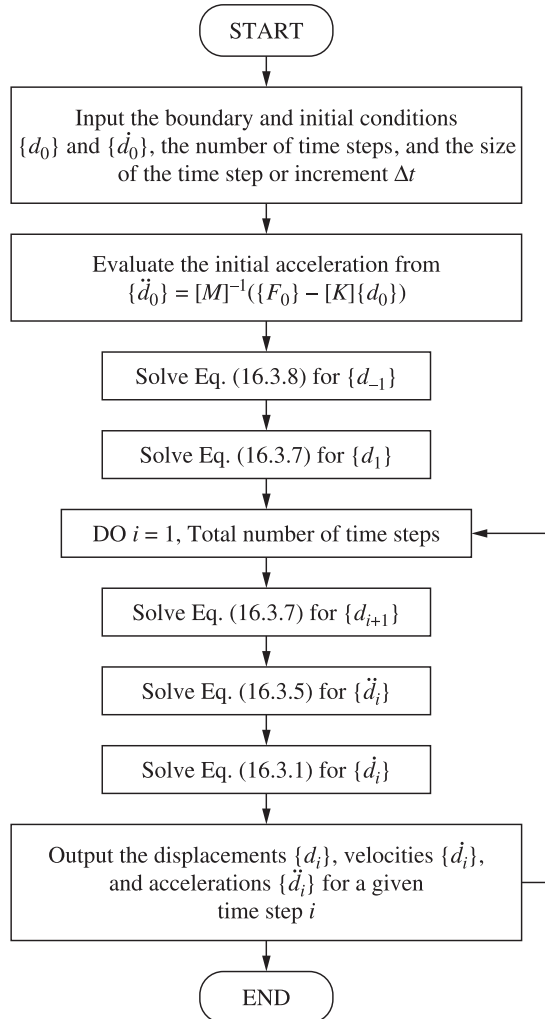 START
Input the boundary and initial conditions
{d₀} and {ḋ₀}, the number of time steps, and the size
of the time step or increment Δt
Evaluate the initial acceleration from
{d̈₀} = [M]⁻¹({F₀} – [K]{d₀})
Solve Eq. (16.3.8) for {d₋₁}
Solve Eq. (16.3.7) for {d₁}
DO i = 1, Total number of time steps
Solve Eq. (16.3.7) for {dᵢ₊₁}
Solve Eq. (16.3.5) for {d̈ᵢ}
Solve Eq. (16.3.1) for {ḋᵢ}
Output the displacements {dᵢ}, velocities {ḋᵢ},
and accelerations {d̈ᵢ} for a given
time step i
END